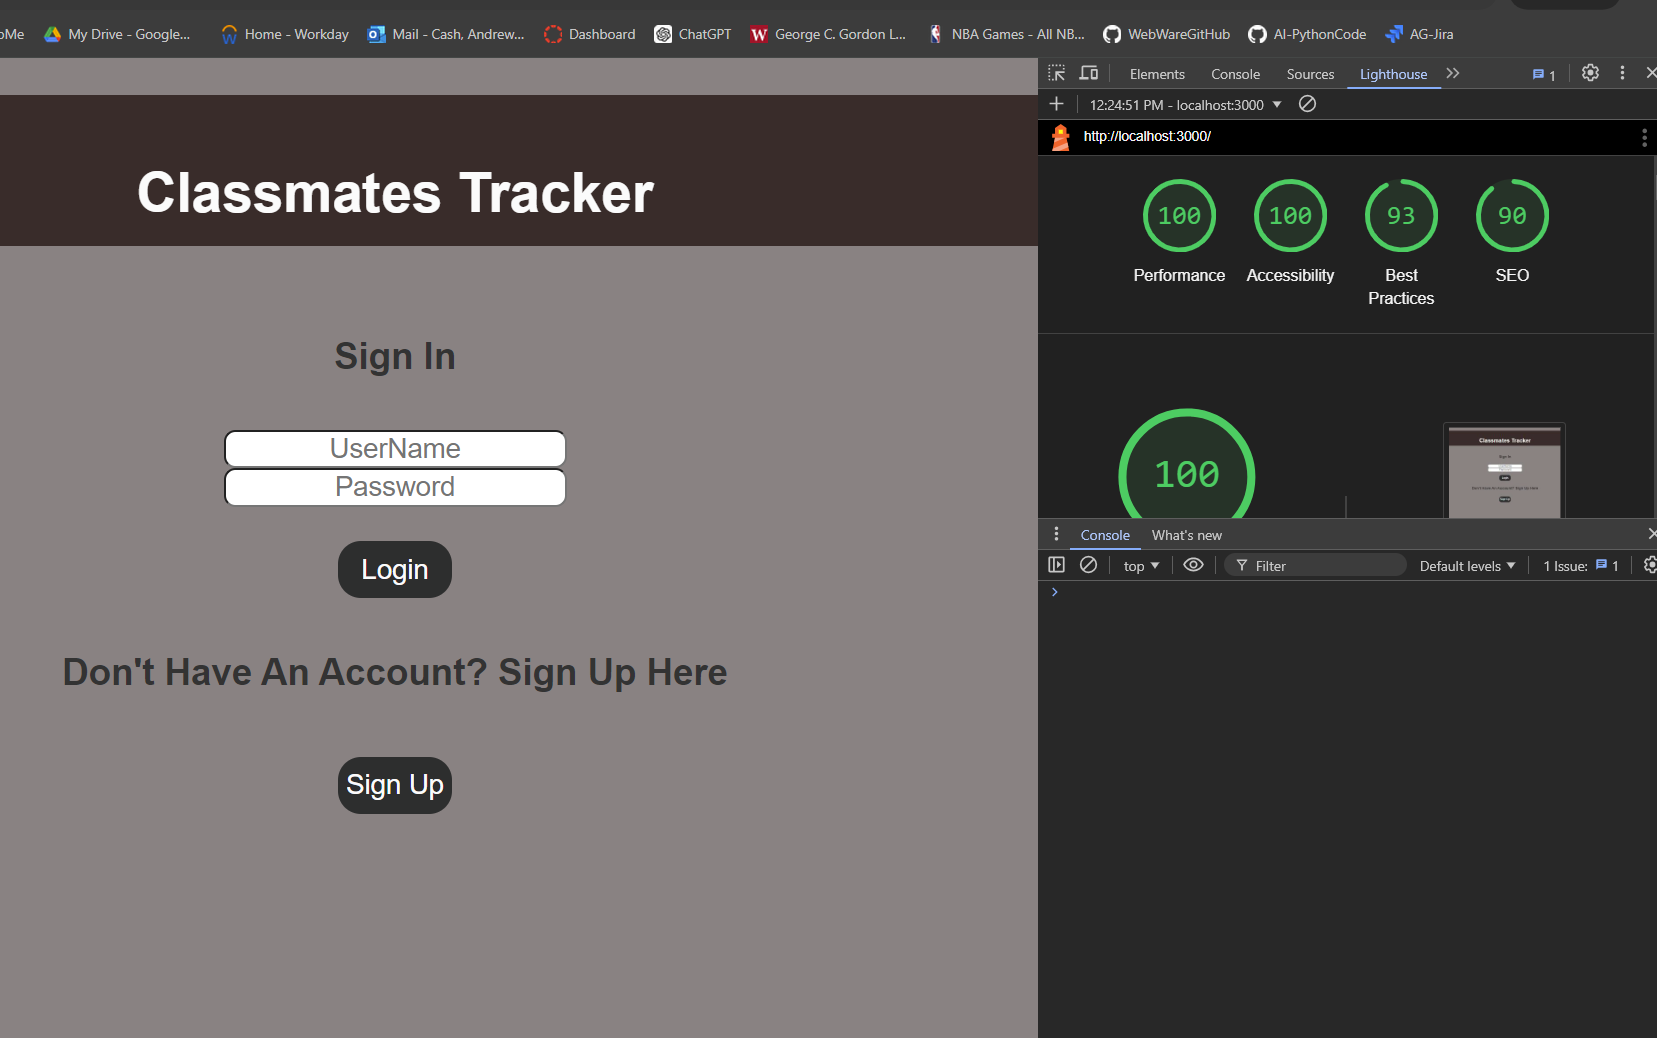 oMe My Drive - Google... Home - Workday Mail - Cash, Andrew... Dashboard ChatGPT George C. Gordon L... NBA Games - All NB... WebWareGitHub AI-PythonCode AG-Jira
Elements Console Sources Lighthouse 1
12:24:51 PM - localhost:3000
http://localhost:3000/
Classmates Tracker
100 100 93 90
Performance Accessibility Best Practices SEO
Sign In
UserName
Password
Login
Don't Have An Account? Sign Up Here
Sign Up
100
Classmates Tracker
Console What's new
top Filter Default levels 1 Issue: 1